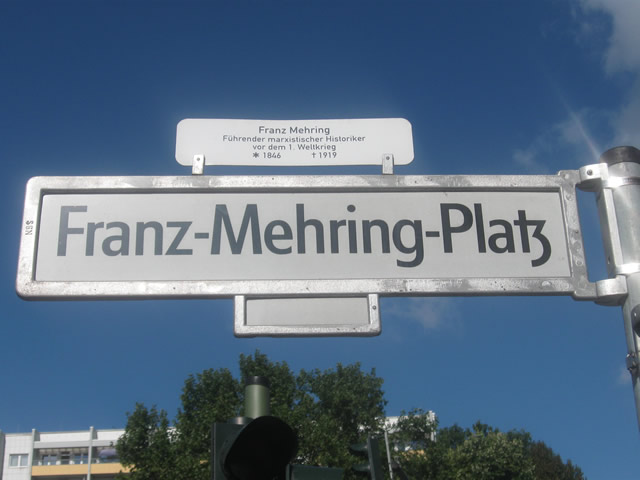 Franz Mehring
Führender marxistischer Historiker
vor dem 1. Weltkrieg
✱ 1846 † 1919
Franz-Mehring-Platz